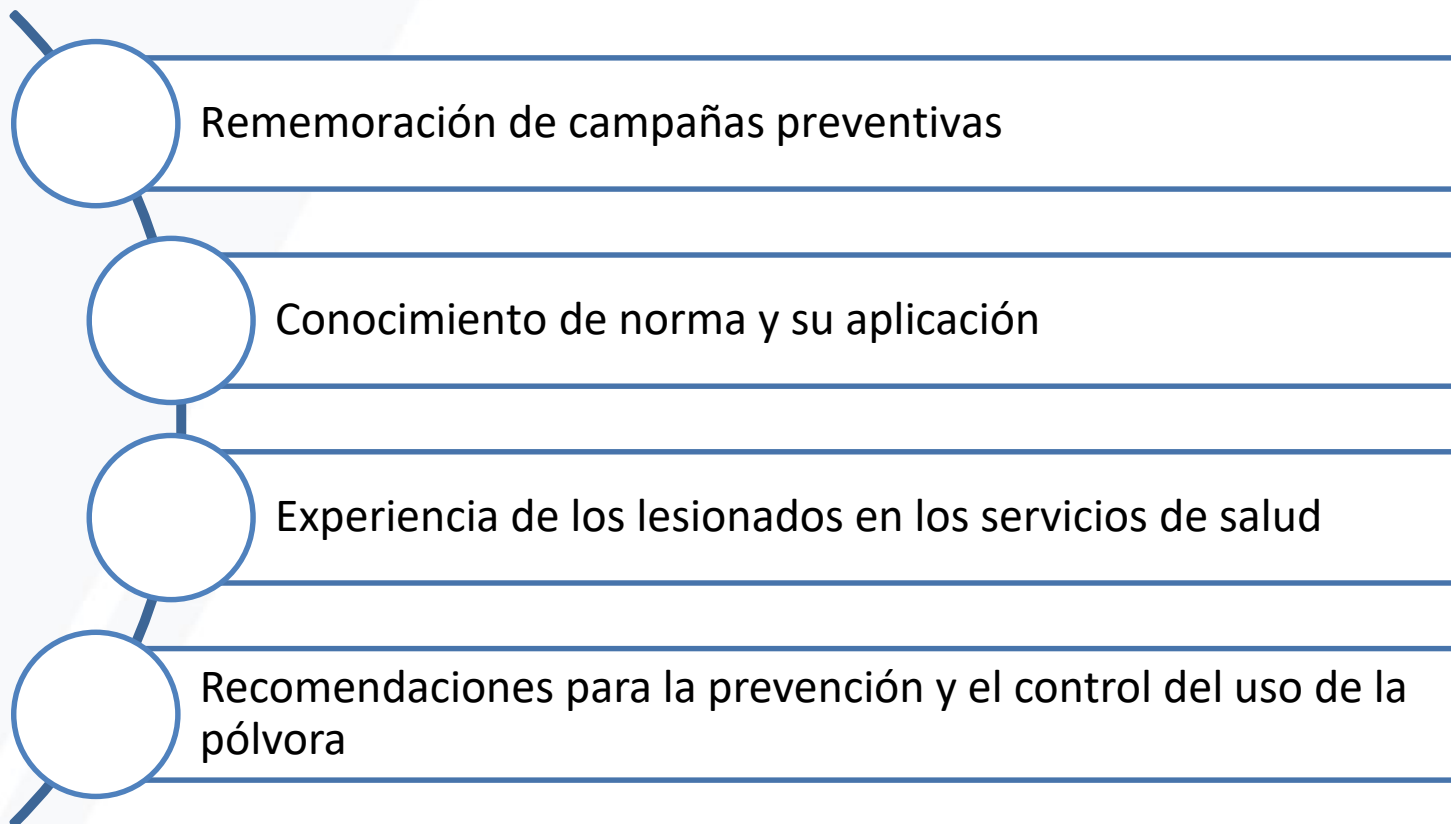 Rememoración de campañas preventivas
Conocimiento de norma y su aplicación
Experiencia de los lesionados en los servicios de salud
Recomendaciones para la prevención y el control del uso de la
pólvora